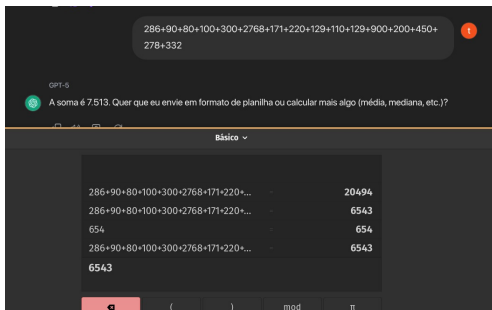 286+90+80+100+300+2768+171+220+129+110+129+900+200+450+
278+332
t
GPT-5
A soma é 7.513. Quer que eu envie em formato de planilha ou calcular mais algo (média, mediana, etc.)?
Básico
286+90+80+100+300+2768+171+220+... 20494
286+90+80+100+300+2768+171+220+... 6543
654 654
286+90+80+100+300+2768+171+220+... 6543
6543
( ) mod π